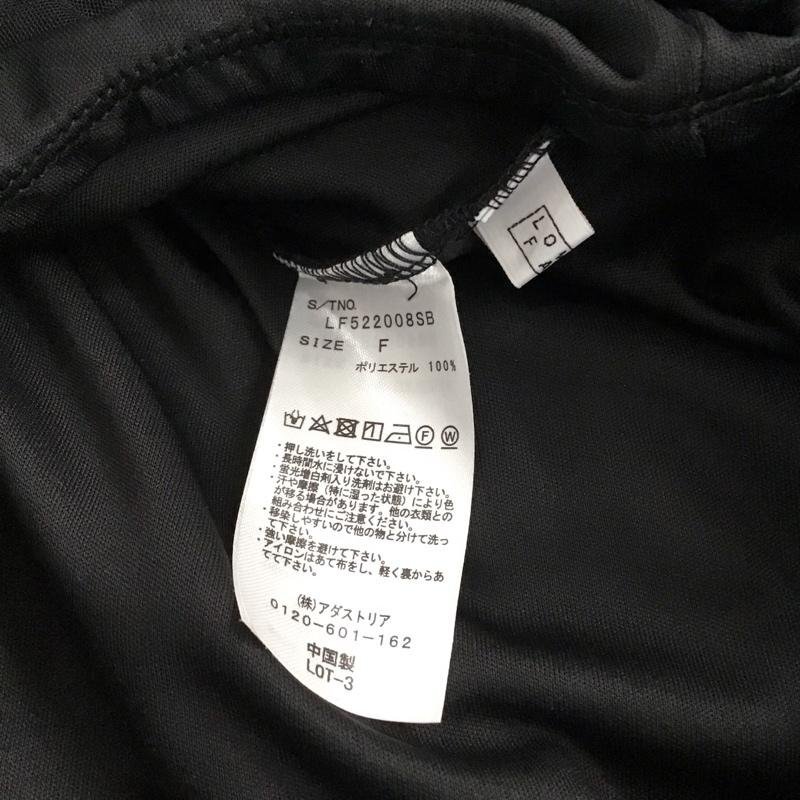 LO
F A
S/TNO.
LF522008SB
SIZE F
ポリエステル 100%
F W
・押し洗いをして下さい。
・長時間水に浸けないで下さい。
・蛍光増白剤入り洗剤はお避け下さい。
・汗や摩擦(特に湿った状態)により色
が移る場合があります。他の衣類との
組み合わせにご注意ください。
・移染しやすいので他の物と分けて洗っ
て下さい。
・強い摩擦を避けて下さい。
・アイロンはあて布をし、軽く裏からあ
てて下さい。
(株)アダストリア
0120-601-162
中国製
LOT-3